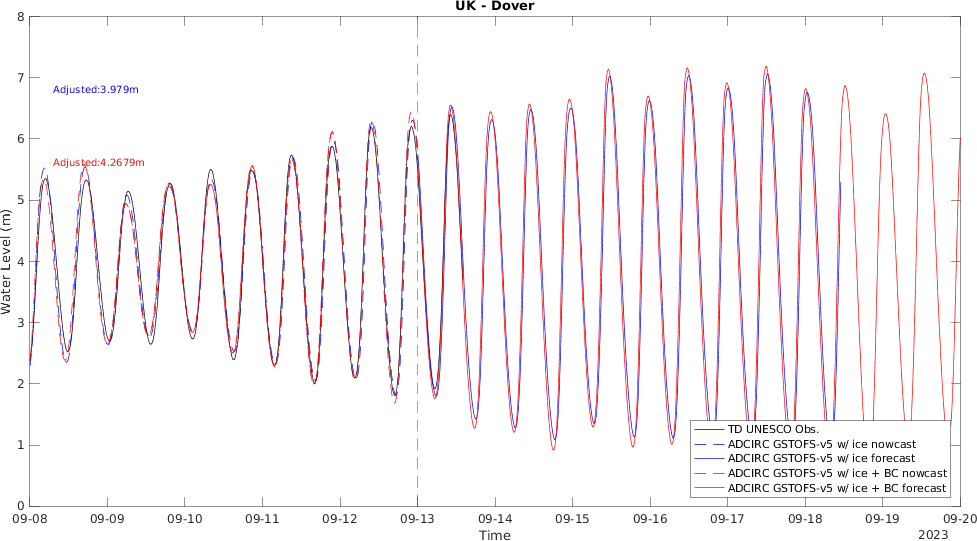 UK - Dover
8
7
6
5
4
3
2
1
0
Water Level (m)
Adjusted:3.979m
Adjusted:4.2679m
TD UNESCO Obs.
ADCIRC GSTOFS-v5 w/ ice nowcast
ADCIRC GSTOFS-v5 w/ ice forecast
ADCIRC GSTOFS-v5 w/ ice + BC nowcast
ADCIRC GSTOFS-v5 w/ ice + BC forecast
09-08 09-09 09-10 09-11 09-12 09-13 09-14 09-15 09-16 09-17 09-18 09-19 09-20
Time
2023